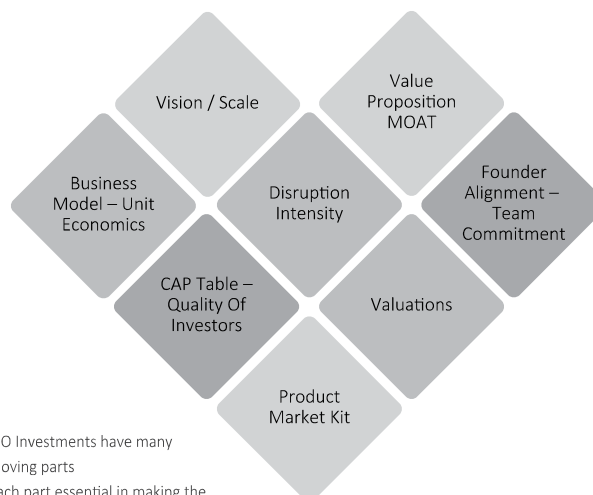 Vision / Scale
Value
Proposition
MOAT
Business
Model – Unit
Economics
Disruption
Intensity
Founder
Alignment –
Team
Commitment
CAP Table –
Quality Of
Investors
Valuations
Product
Market Kit
O Investments have many
oving parts
ach part essential in making the